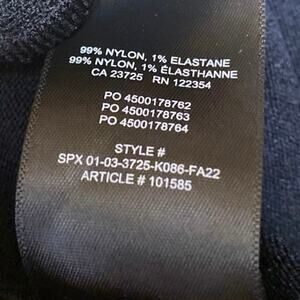 99% NYLON, 1% ELASTANE
99% NYLON, 1% ÉLASTHANNE
CA 23725 RN 122354
PO 4500178762
PO 4500178763
PO 4500178764
STYLE #
SPX 01-03-3725-K086-FA22
ARTICLE # 101585